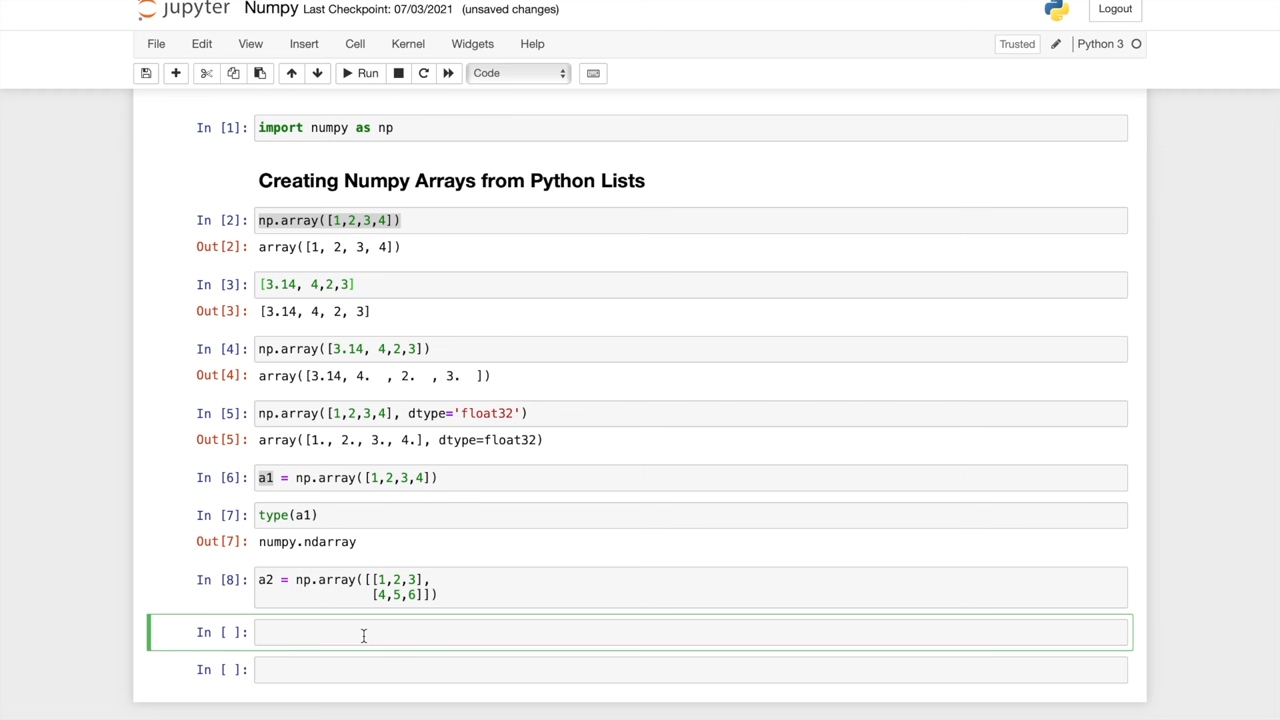 jupyter Numpy Last Checkpoint: 07/03/2021 (unsaved changes) Logout
File Edit View Insert Cell Kernel Widgets Help Trusted Python 3
Run Code
In [1]: import numpy as np
Creating Numpy Arrays from Python Lists
In [2]: np.array([1,2,3,4])
Out[2]: array([1, 2, 3, 4])
In [3]: [3.14, 4,2,3]
Out[3]: [3.14, 4, 2, 3]
In [4]: np.array([3.14, 4,2,3])
Out[4]: array([3.14, 4.  , 2.  , 3.  ])
In [5]: np.array([1,2,3,4], dtype='float32')
Out[5]: array([1., 2., 3., 4.], dtype=float32)
In [6]: a1 = np.array([1,2,3,4])
In [7]: type(a1)
Out[7]: numpy.ndarray
In [8]: a2 = np.array([[1,2,3],
[4,5,6]])
In [ ]:
In [ ]: